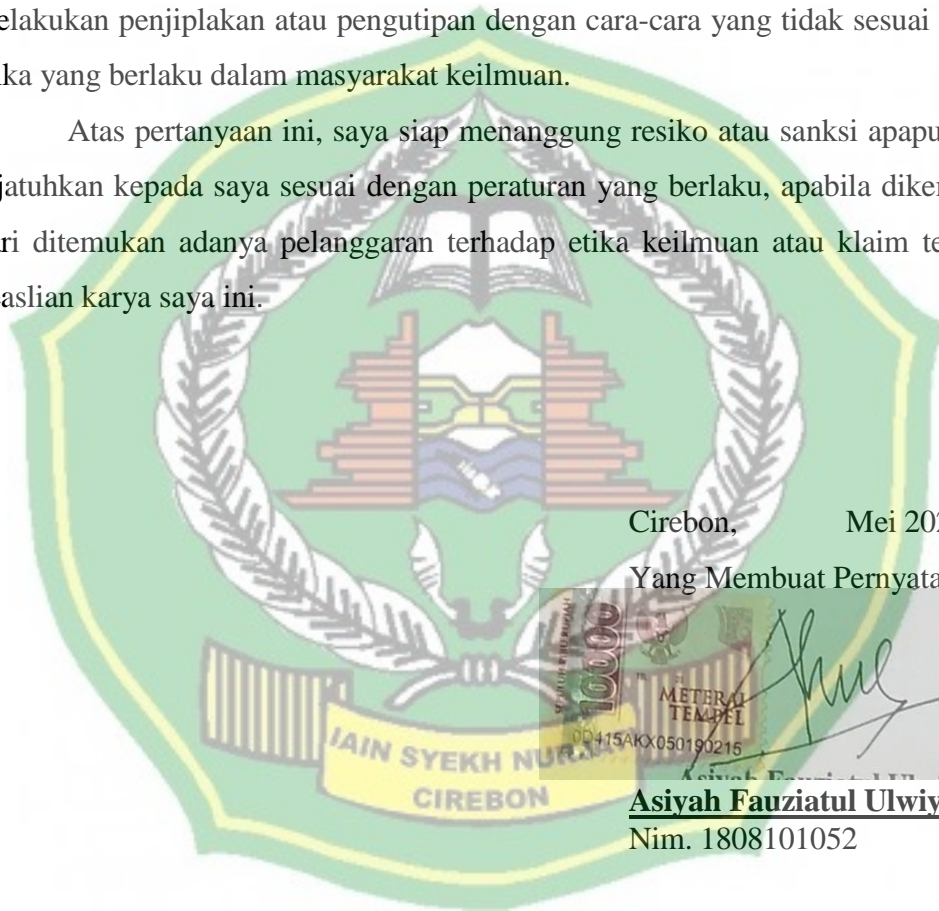 elakukan penjiplakan atau pengutipan dengan cara-cara yang tidak sesuai
ka yang berlaku dalam masyarakat keilmuan.
Atas pertanyaan ini, saya siap menanggung resiko atau sanksi apapu
jatuhkan kepada saya sesuai dengan peraturan yang berlaku, apabila diker
ri ditemukan adanya pelanggaran terhadap etika keilmuan atau klaim te
aslian karya saya ini.
Cirebon, Mei 202
Yang Membuat Pernyata
10000
METERAI
TEMPEL
0D415AKX050190215
IAIN SYEKH NURJ
CIREBON
Asiyah Fauziatul Ulwiy
Nim. 1808101052